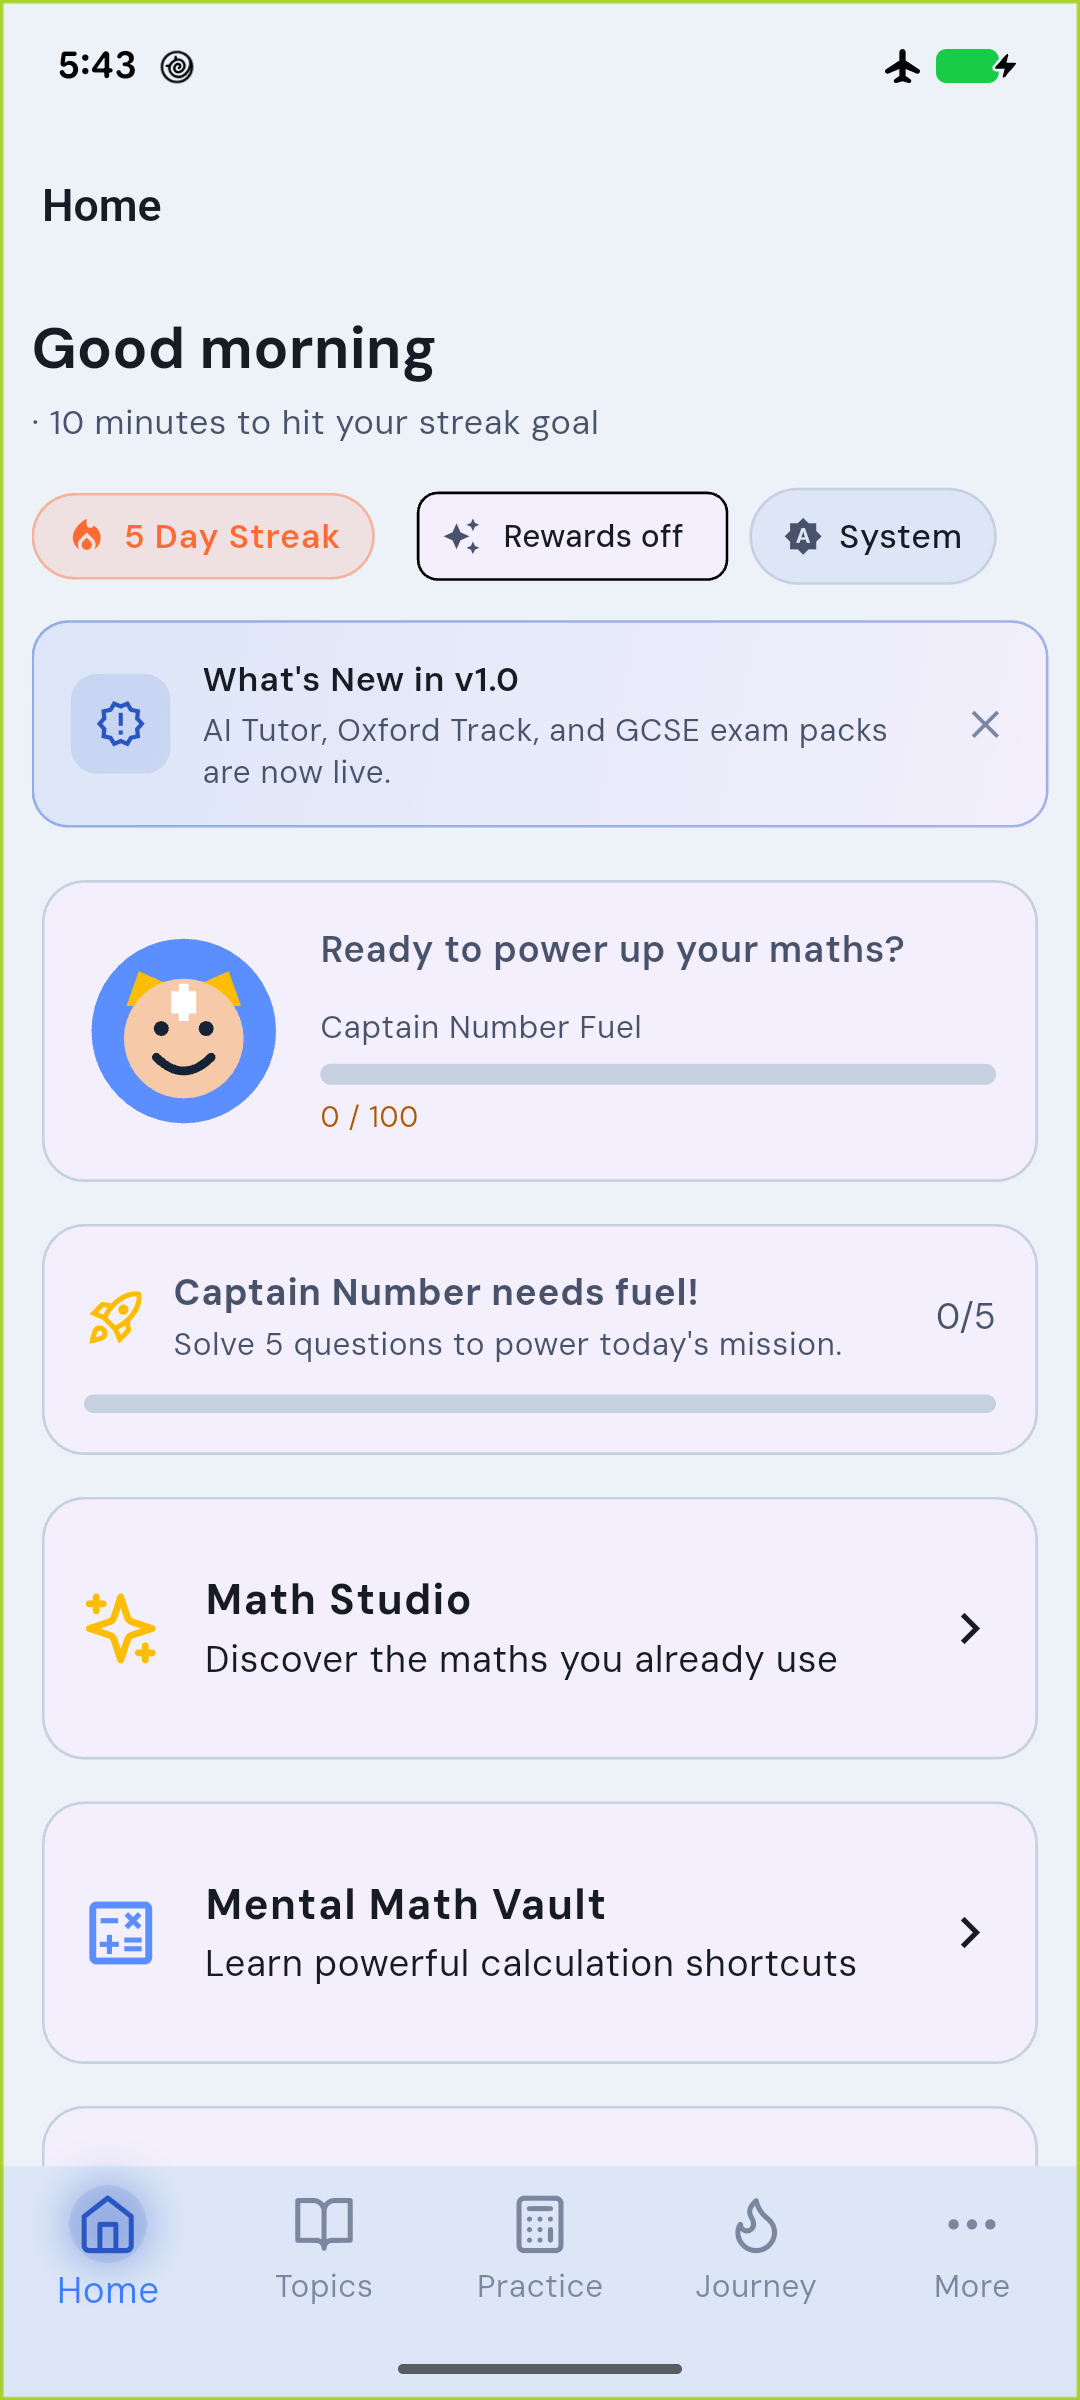 5:43
Home
Good morning
· 10 minutes to hit your streak goal
5 Day Streak
Rewards off
A System
What's New in v1.0
AI Tutor, Oxford Track, and GCSE exam packs
are now live.
Ready to power up your maths?
Captain Number Fuel
0 / 100
Captain Number needs fuel!
Solve 5 questions to power today's mission.
0/5
Math Studio
Discover the maths you already use
Mental Math Vault
Learn powerful calculation shortcuts
Home
Topics
Practice
Journey
More